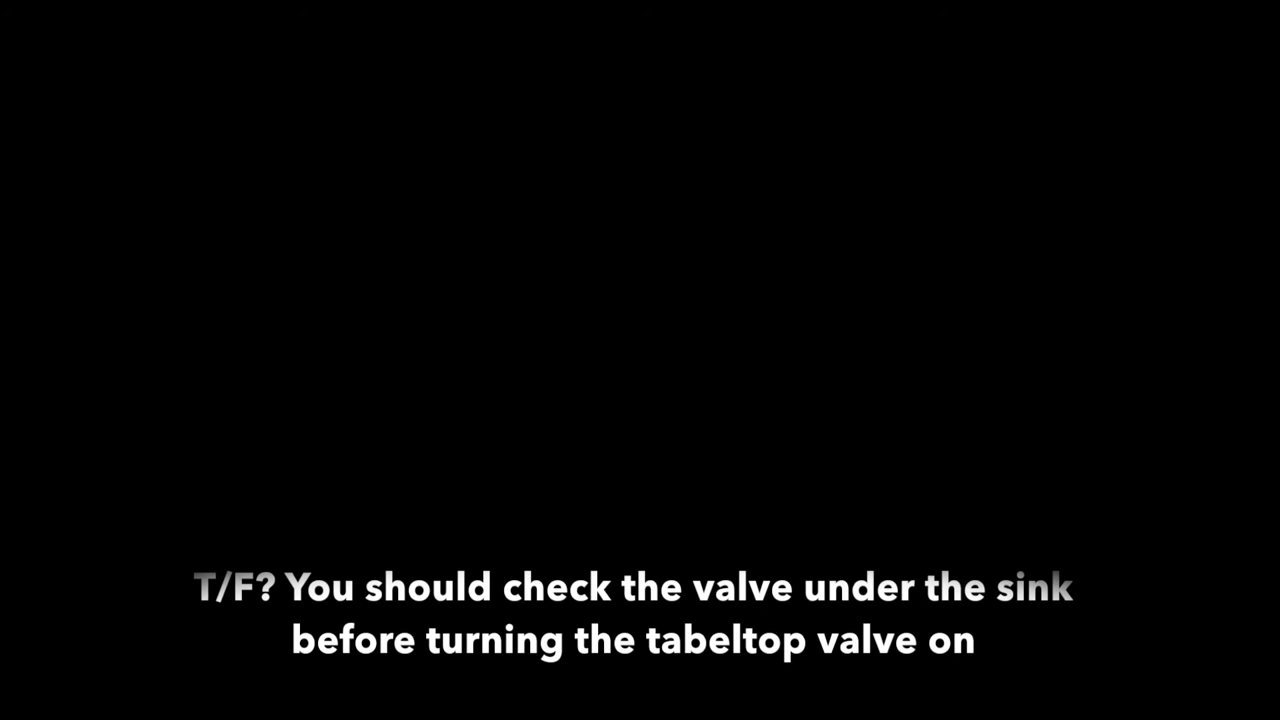 T/F? You should check the valve under the sink
before turning the tabeltop valve on